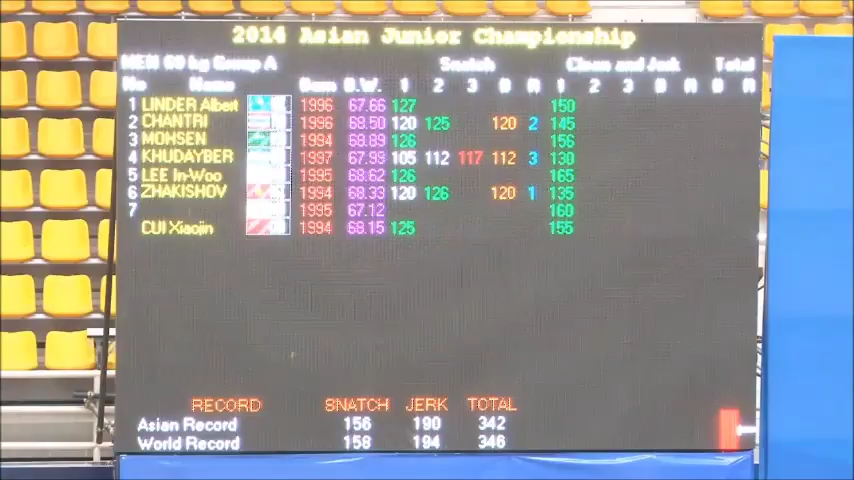 2014 Asian Junior Championship
MEN 69 kg Group A Snatch Clean and Jerk Total
No Name Born B.W. 1 2 3 B R 1 2 3 B R B R
1 LINDER Albert 1996 67.66 127 150
2 CHANTRI 1996 68.50 120 125 120 2 145
3 MOHSEN 1994 68.89 126 156
4 KHUDAYBER 1997 67.99 105 112 117 112 3 130
5 LEE In-Woo 1995 68.62 126 165
6 ZHAKISHOV 1994 68.33 120 126 120 1 135
7 1995 67.12 160
CUI Xiaojin 1994 68.15 125 155
RECORD SNATCH JERK TOTAL
Asian Record 156 190 342
World Record 158 194 346